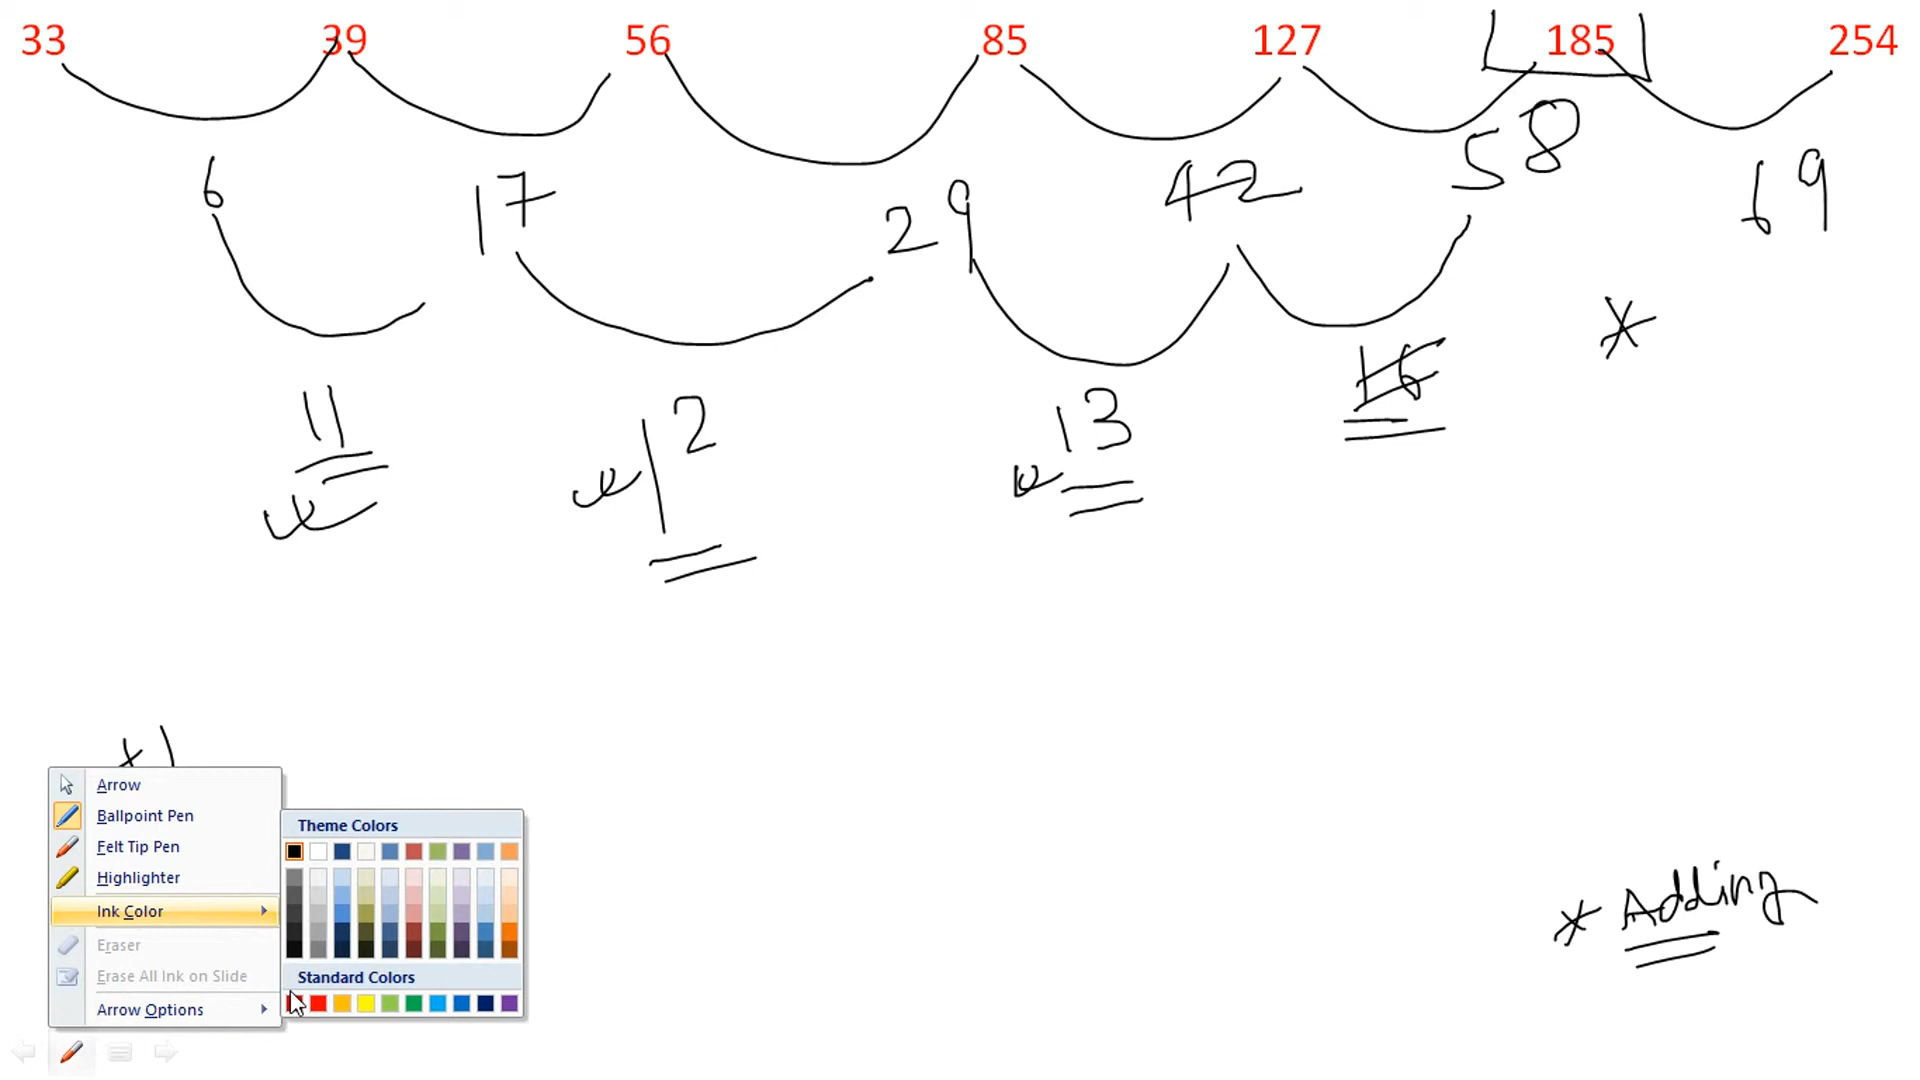 33 39 56 85 127 185 254
6 17 29 42 58 69
*
11 12 13 16
+1
Arrow
Ballpoint Pen
Felt Tip Pen
Highlighter
Ink Color
Eraser
Erase All Ink on Slide
Arrow Options
Theme Colors
Standard Colors
* Adding